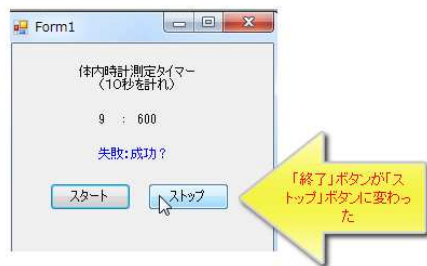 Form1
体内時計測定タイマー
（10秒を計れ）
9 : 600
失敗:成功？
スタート
ストップ
「終了」ボタンが「ス
トップ」ボタンに変わっ
た